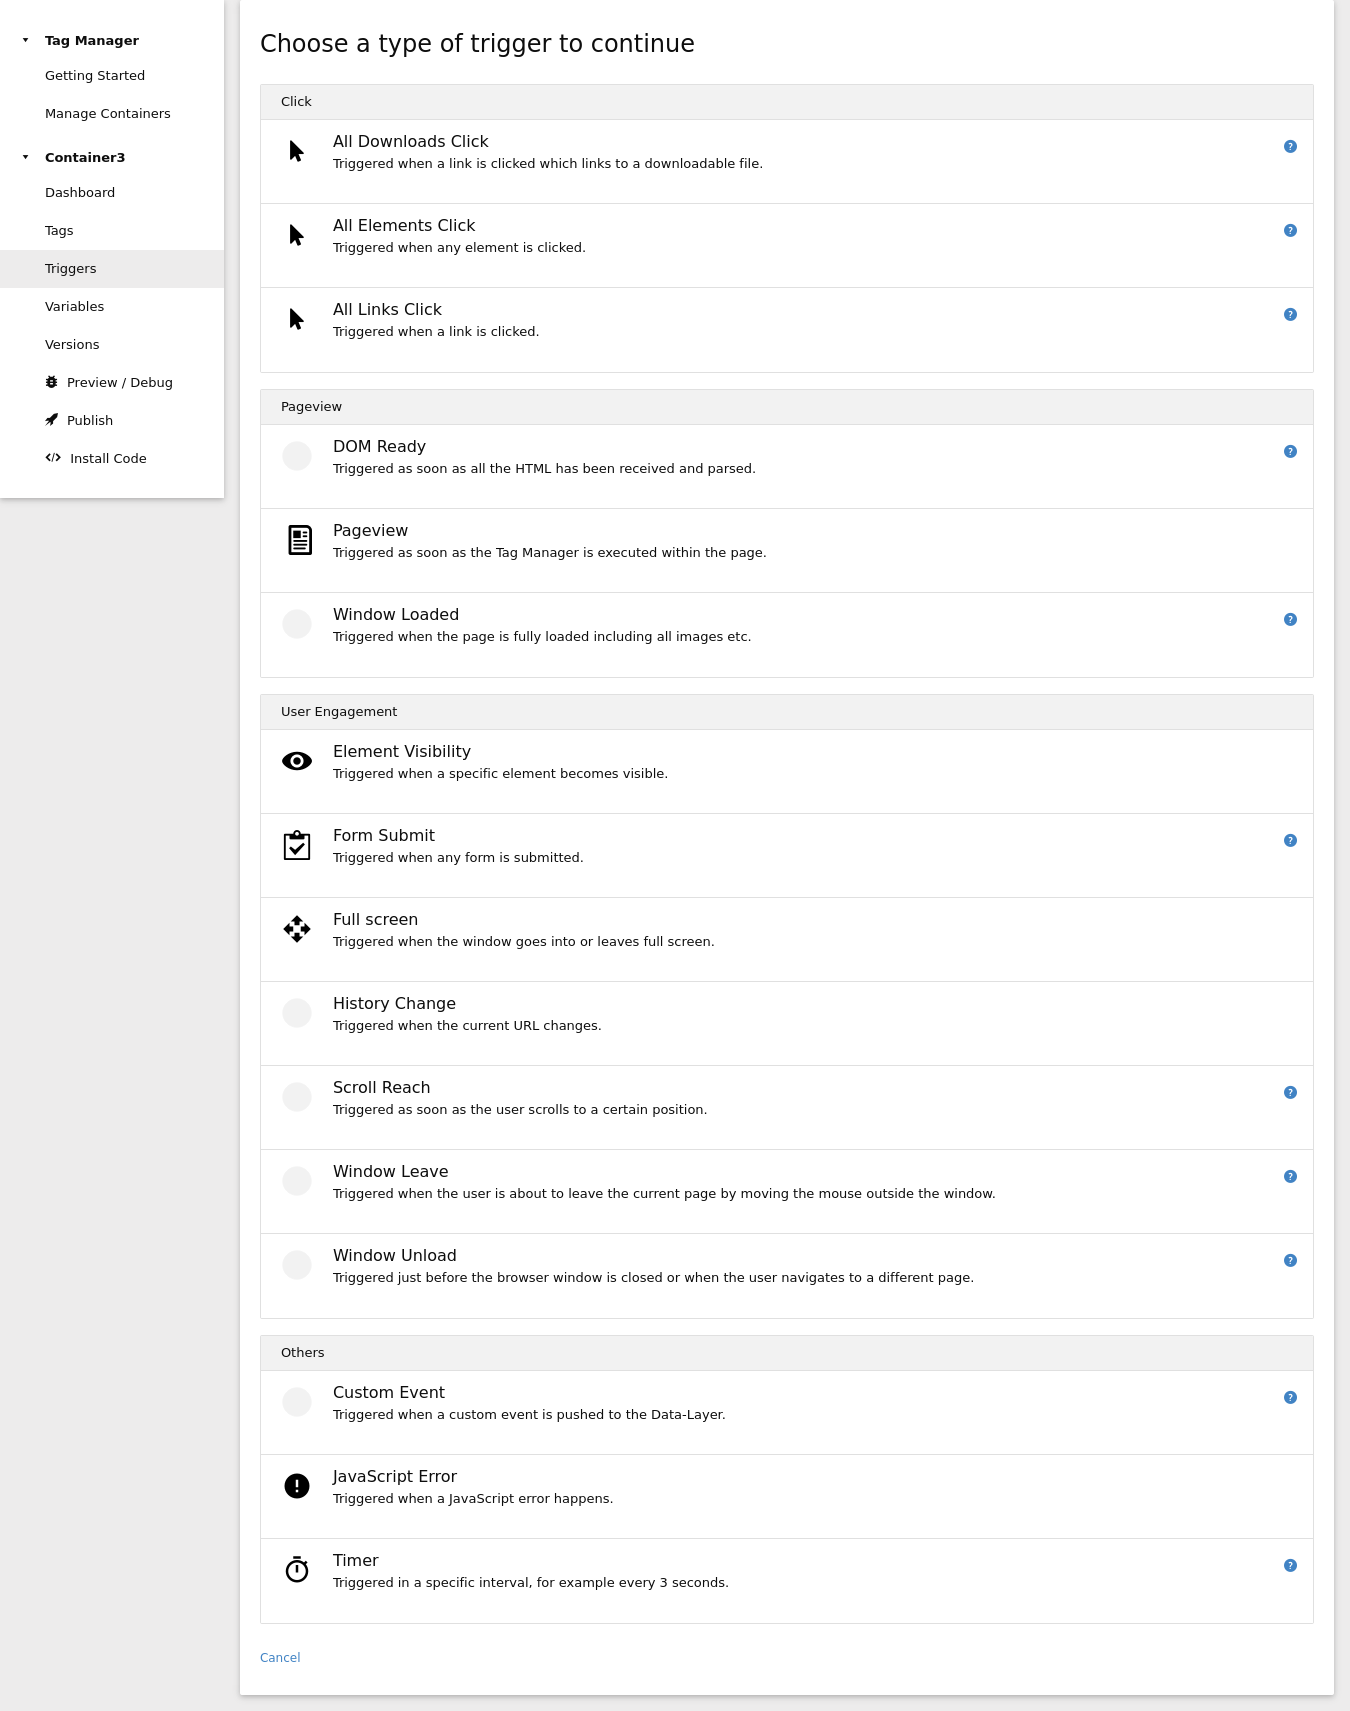 Tag Manager
Getting Started
Manage Containers
Container3
Dashboard
Tags
Triggers
Variables
Versions
Preview / Debug
Publish
Install Code
Choose a type of trigger to continue
Click
All Downloads Click
Triggered when a link is clicked which links to a downloadable file.
All Elements Click
Triggered when any element is clicked.
All Links Click
Triggered when a link is clicked.
Pageview
DOM Ready
Triggered as soon as all the HTML has been received and parsed.
Pageview
Triggered as soon as the Tag Manager is executed within the page.
Window Loaded
Triggered when the page is fully loaded including all images etc.
User Engagement
Element Visibility
Triggered when a specific element becomes visible.
Form Submit
Triggered when any form is submitted.
Full screen
Triggered when the window goes into or leaves full screen.
History Change
Triggered when the current URL changes.
Scroll Reach
Triggered as soon as the user scrolls to a certain position.
Window Leave
Triggered when the user is about to leave the current page by moving the mouse outside the window.
Window Unload
Triggered just before the browser window is closed or when the user navigates to a different page.
Others
Custom Event
Triggered when a custom event is pushed to the Data-Layer.
JavaScript Error
Triggered when a JavaScript error happens.
Timer
Triggered in a specific interval, for example every 3 seconds.
Cancel